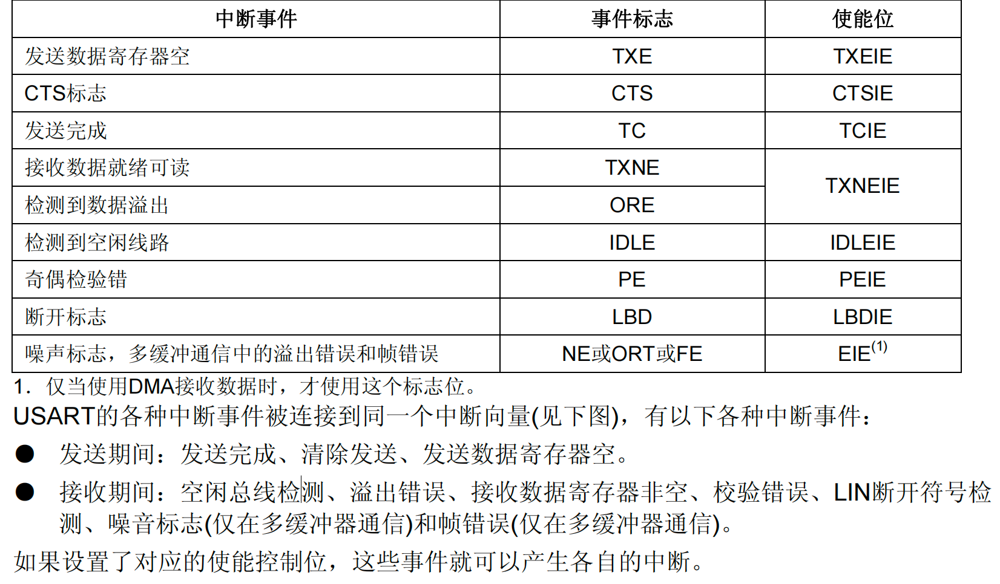 中断事件 事件标志 使能位
发送数据寄存器空 TXE TXEIE
CTS标志 CTS CTSIE
发送完成 TC TCIE
接收数据就绪可读 TXNE TXNEIE
检测到数据溢出 ORE
检测到空闲线路 IDLE IDLEIE
奇偶检验错 PE PEIE
断开标志 LBD LBDIE
噪声标志，多缓冲通信中的溢出错误和帧错误 NE或ORT或FE EIE(1)
1. 仅当使用DMA接收数据时，才使用这个标志位。
USART的各种中断事件被连接到同一个中断向量(见下图)，有以下各种中断事件：
● 发送期间：发送完成、清除发送、发送数据寄存器空。
● 接收期间：空闲总线检测、溢出错误、接收数据寄存器非空、校验错误、LIN断开符号检
测、噪音标志(仅在多缓冲器通信)和帧错误(仅在多缓冲器通信)。
如果设置了对应的使能控制位，这些事件就可以产生各自的中断。